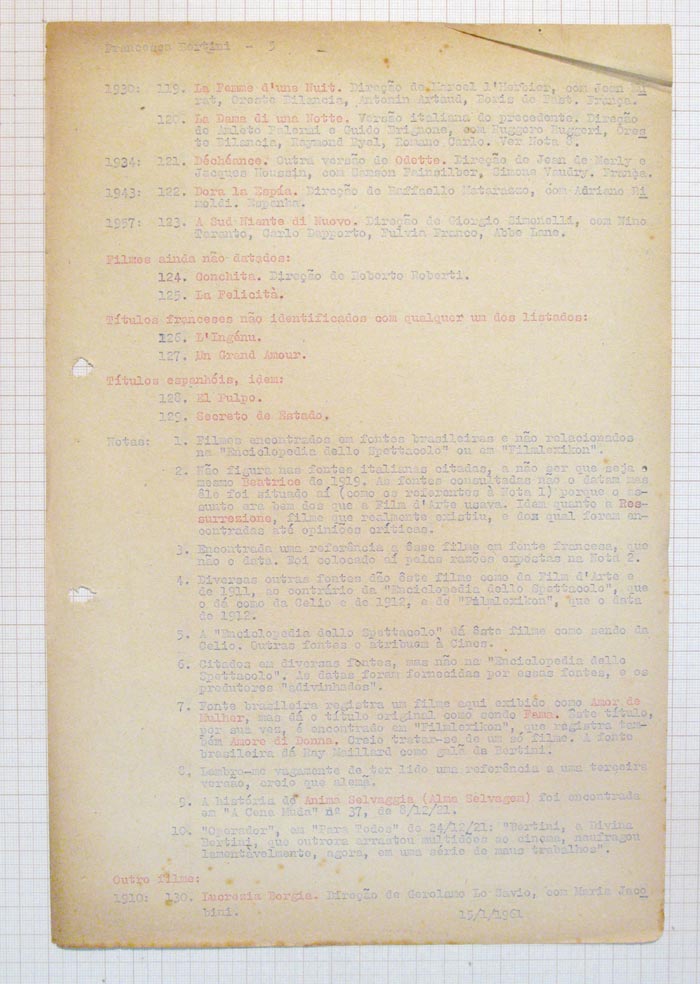 Francesca Bertini - 5
1930: 119. La Femme d'une Nuit. Direção de Marcel l'Herbier, com Jean Mu
rat, Oreste Bilancia, Antonin Artaud, Boris de Fast. França.
120. La Dama di una Notte. Versão italiana do precedente. Direção
de Amleto Palermi e Guido Brignone, com Ruggero Ruggeri, Ores
te Bilancia, Raymond Eyel, Romano Carlo. Ver Nota 8.
1934: 121. Déchéance. Outra versão de Odette. Direção de Jean de Merly e
Jacques Houssin, com Samson Fainsilber, Simone Vaudry. França.
1943: 122. Dora la Espía. Direção de Raffaello Matarazzo, com Adriano Ri
moldi. Espanha.
1957: 123. A Sud Niante di Nuovo. Direção de Giorgio Simonelli, com Nino
Taranto, Carlo Dapporto, Fulvia Franco, Abbe Lane.
Filmes ainda não datados:
124. Conchita. Direção de Roberto Roberti.
125. La Felicità.
Títulos franceses não identificados com qualquer um dos listados:
126. L'Ingénu.
127. Un Grand Amour.
Títulos espanhóis, idem:
128. El Pulpo.
129. Secreto de Estado.
Notas: 1. Filmes encontrados em fontes brasileiras e não relacionados
na "Enciclopedia dello Spettacolo" ou em "Filmlexikon".
2. Não figura nas fontes italianas citadas, a não ser que seja o
mesmo Beatrice de 1919. As fontes consultadas não o datam mas
êle foi situado aí (como os referentes à Nota 1) porque o as-
sunto era bem dos que a Film d'Arte usava. Idem quanto a Res-
surrezione, filme que realmente existiu, e dox qual foram en-
contradas até opiniões críticas.
3. Encontrada uma referência a êsse filme em fonte francesa, que
não o data. Foi colocado aí pelas razões expostas na Nota 2.
4. Diversas outras fontes dão êste filme como da Film d'Arte e
de 1911, ao contrário da "Enciclopedia dello Spettacolo", que
o dá como da Celio e de 1912, e de "Filmlexikon", que o data
de 1912.
5. A "Enciclopedia dello Spettacolo" dá êste filme como sendo da
Celio. Outras fontes o atribuem à Cines.
6. Citados em diversas fontes, mas não na "Enciclopedia dello
Spettacolo". As datas foram fornecidas por essas fontes, e os
produtores "adivinhados".
7. Fonte brasileira registra um filme aqui exibido como Amor de
Mulher, mas dá o título original como sendo Fama. Êste título,
por sua vez, é encontrado em "Filmlexikon", que registra tam-
bém Amore di Donna. Creio tratar-se de um só filme. A fonte
brasileira dá Ray Maillard como galã da Bertini.
8. Lembro-me vagamente de ter lido uma referência a uma terceira
versão, creio que alemã.
9. A história de Anima Selvaggia (Alma Selvagem) foi encontrada
em "A Cena Muda" nº 37, de 8/12/21.
10. "Operador", em "Para Todos" de 24/12/21: "Bertini, a Divina
Bertini, que outrora arrastou multidões ao cinema, naufragou
lamentàvelmente, agora, em uma série de maus trabalhos".
Outro filme:
1910: 130. Lucrezia Borgia. Direção de Gerolamo Lo Savio, com Maria Jaco
bini. 15/1/1961